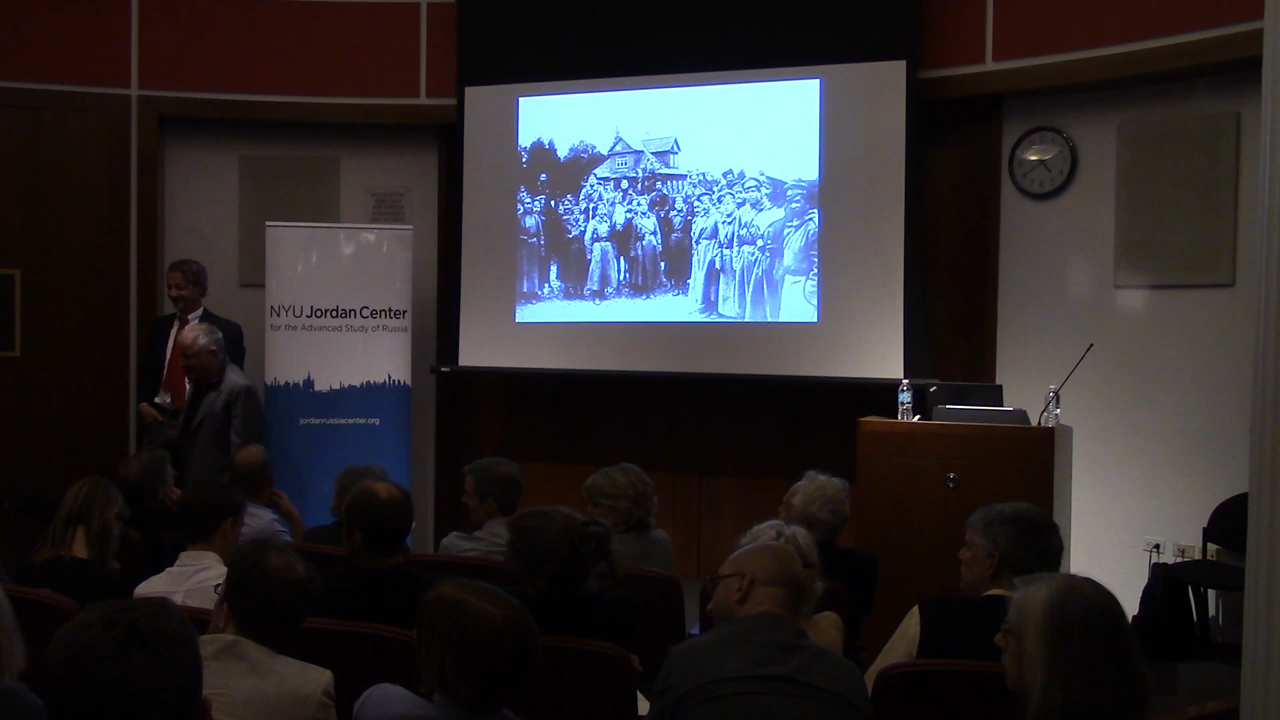 NYU Jordan Center
for the Advanced Study of Russia
jordanrussiacenter.org